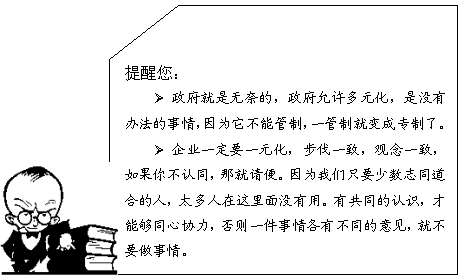 提醒您：
➢ 政府就是无奈的，政府允许多元化，是没有
办法的事情，因为它不能管制，一管制就变成专制了。
➢ 企业一定要一元化，步伐一致，观念一致，
如果你不认同，那就请便。因为我们只要少数志同道
合的人，太多人在这里面没有用。有共同的认识，才
能够同心协力，否则一件事情各有不同的意见，就不
要做事情。